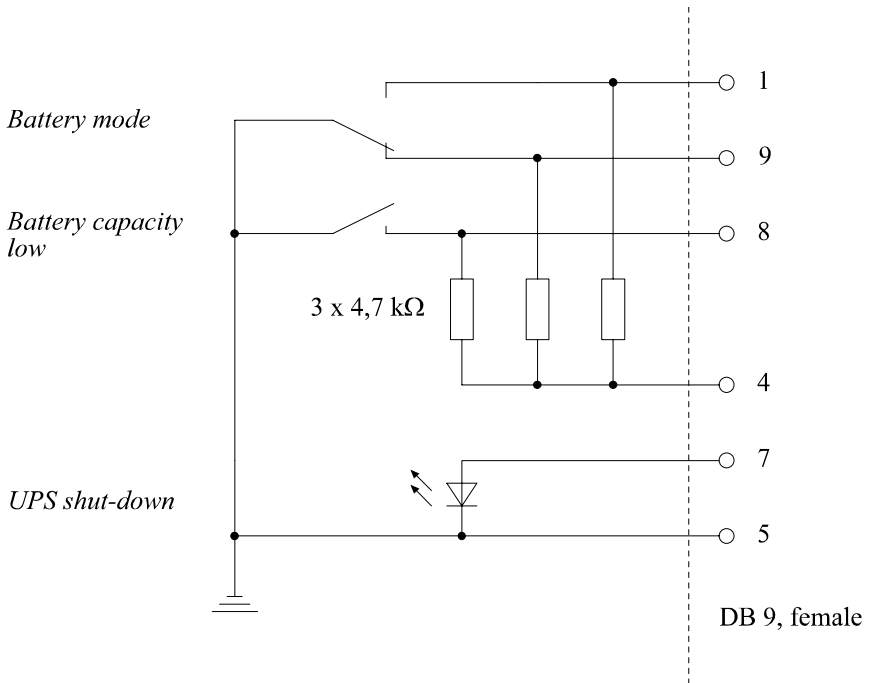 1
Battery mode
9
Battery capacity
low
8
3 x 4,7 kΩ
4
7
UPS shut-down
5
DB 9, female